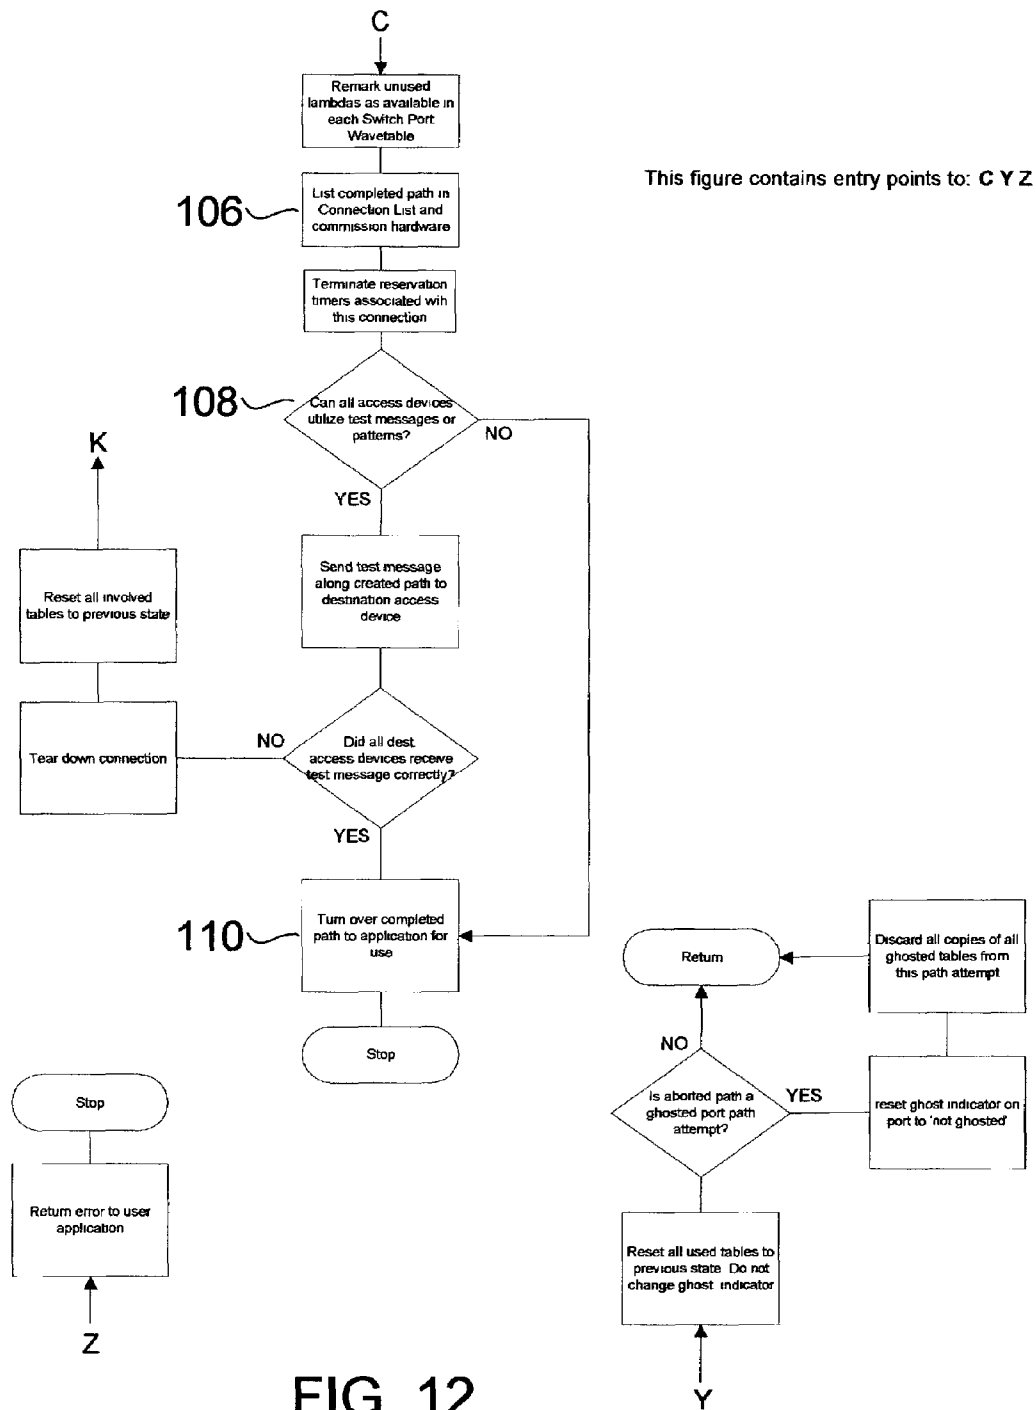 C
Remark unused
lambdas as available in
each Switch Port
Wavetable
This figure contains entry points to: C Y Z
106
List completed path in
Connection List and
commission hardware
Terminate reservation
timers associated wih
this connection
108
Can all access devices
utilize test messages or
patterns?
NO
YES
K
Send test message
along created path to
destination access
device
Reset all involved
tables to previous state
Tear down connection
NO
Did all dest.
access devices receive
test message correctly?
YES
110
Turn over completed
path to application for
use
Stop
Return
Discard all copies of all
ghosted tables from
this path attempt
NO
Is aborted path a
ghosted port path
attempt?
YES
reset ghost indicator on
port to 'not ghosted'
Stop
Return error to user
application
Z
Reset all used tables to
previous state Do not
change ghost indicator
Y
FIG. 12